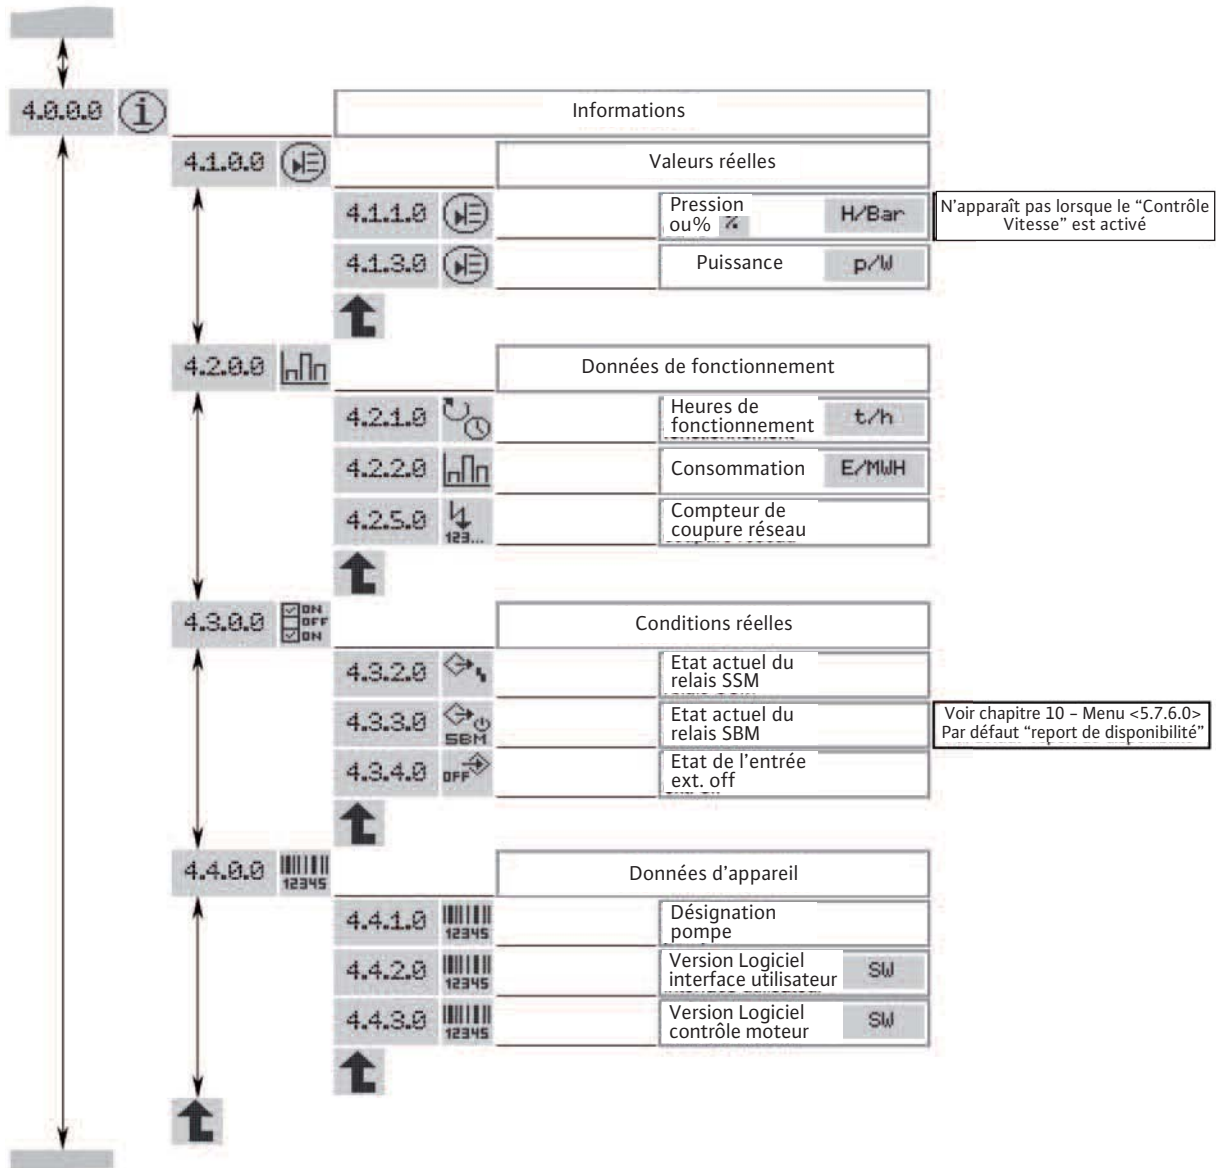 4.0.0.0 Informations
4.1.0.0 Valeurs réelles
4.1.1.0 Pression
ou% % H/Bar
N'apparaît pas lorsque le “Contrôle
Vitesse” est activé
4.1.3.0 Puissance p/W
4.2.0.0 Données de fonctionnement
4.2.1.0 Heures de
fonctionnement t/h
4.2.2.0 Consommation E/MWH
4.2.5.0 123... Compteur de
coupure réseau
4.3.0.0 ON
OFF
ON
Conditions réelles
4.3.2.0 Etat actuel du
relais SSM
4.3.3.0 SBM Etat actuel du
relais SBM
Voir chapitre 10 – Menu <5.7.6.0>
Par défaut “report de disponibilité”
4.3.4.0 OFF Etat de l'entrée
ext. off
4.4.0.0 12345 Données d'appareil
4.4.1.0 12345 Désignation
pompe
4.4.2.0 12345 Version Logiciel
interface utilisateur SW
4.4.3.0 12345 Version Logiciel
contrôle moteur SW